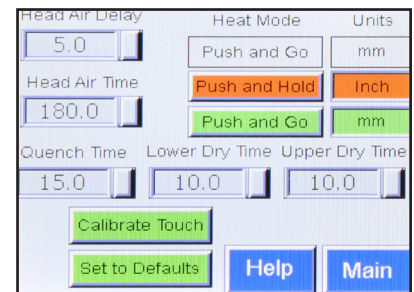 Head Air Delay Heat Mode Units
5.0 Push and Go mm
Head Air Time Push and Hold Inch
180.0 Push and Go mm
Quench Time Lower Dry Time Upper Dry Time
15.0 10.0 10.0
Calibrate Touch
Set to Defaults Help Main